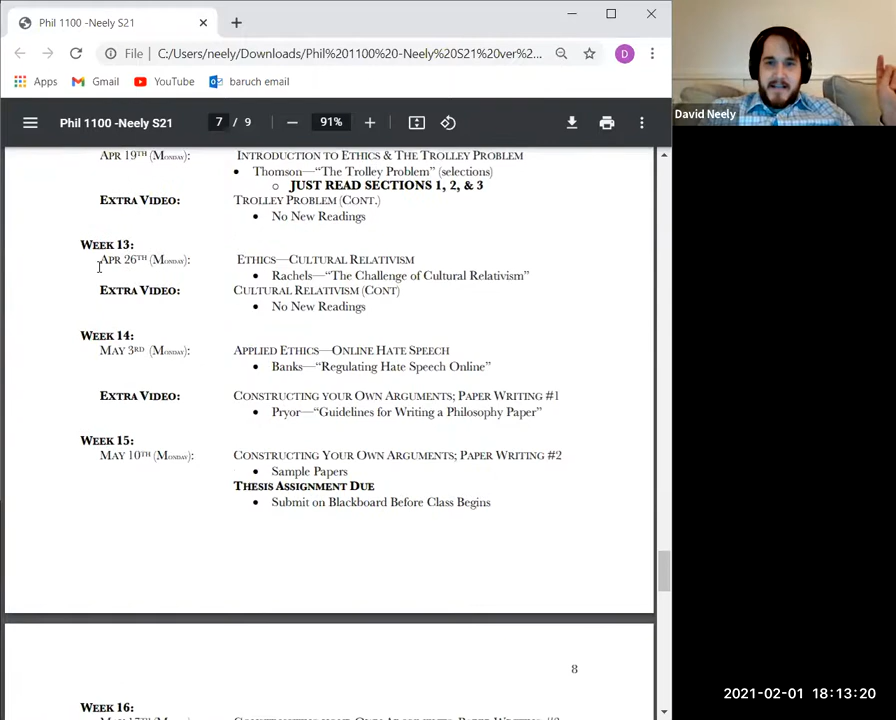 Phil 1100 -Neely S21
File
C:/Users/neely/Downloads/Phil%201100%20-Neely%20S21%20ver%2...
D
Apps
Gmail
YouTube
baruch email
Phil 1100 -Neely S21
7 / 9
91%
David Neely
APR 19TH (MONDAY):
INTRODUCTION TO ETHICS & THE TROLLEY PROBLEM
• Thomson—“The Trolley Problem” (selections)
○ JUST READ SECTIONS 1, 2, & 3
EXTRA VIDEO:
TROLLEY PROBLEM (CONT.)
• No New Readings
WEEK 13:
APR 26TH (MONDAY):
ETHICS—CULTURAL RELATIVISM
• Rachels—“The Challenge of Cultural Relativism”
EXTRA VIDEO:
CULTURAL RELATIVISM (CONT)
• No New Readings
WEEK 14:
MAY 3RD (MONDAY):
APPLIED ETHICS—ONLINE HATE SPEECH
• Banks—“Regulating Hate Speech Online”
EXTRA VIDEO:
CONSTRUCTING YOUR OWN ARGUMENTS; PAPER WRITING #1
• Pryor—“Guidelines for Writing a Philosophy Paper”
WEEK 15:
MAY 10TH (MONDAY):
CONSTRUCTING YOUR OWN ARGUMENTS; PAPER WRITING #2
• Sample Papers
THESIS ASSIGNMENT DUE
• Submit on Blackboard Before Class Begins
8
WEEK 16:
2021-02-01 18:13:20